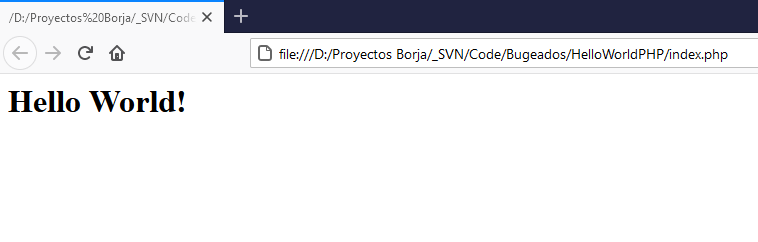 /D:/Proyectos%20Borja/_SVN/Code
file:///D:/Proyectos Borja/_SVN/Code/Bugeados/HelloWorldPHP/index.php
Hello World!